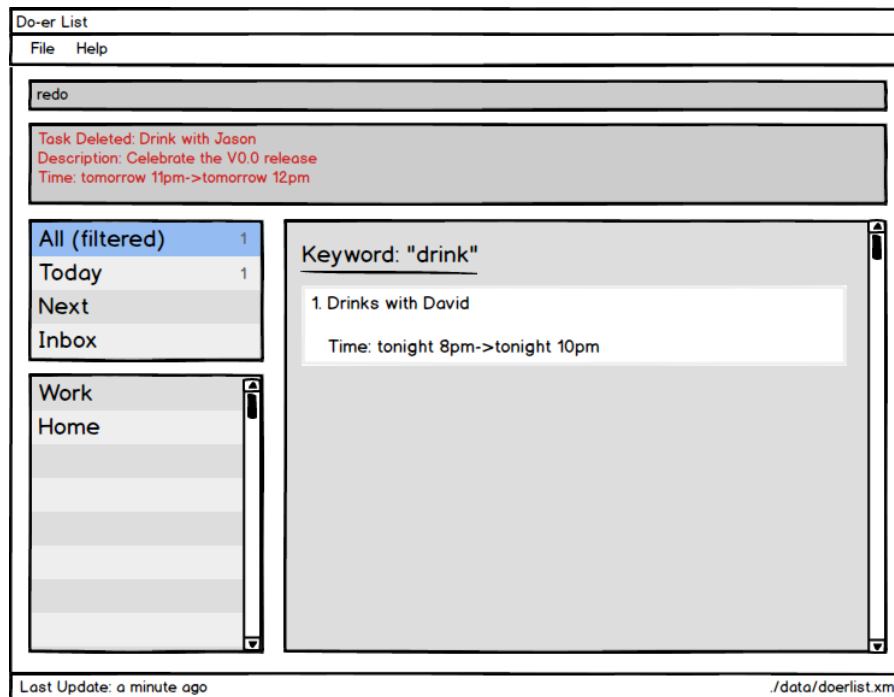 Do-er List
File Help
redo
Task Deleted: Drink with Jason
Description: Celebrate the V0.0 release
Time: tomorrow 11pm->tomorrow 12pm
All (filtered) 1
Today 1
Next
Inbox
Work
Home
Keyword: "drink"
1. Drinks with David
Time: tonight 8pm->tonight 10pm
Last Update: a minute ago
./data/doerlist.xm